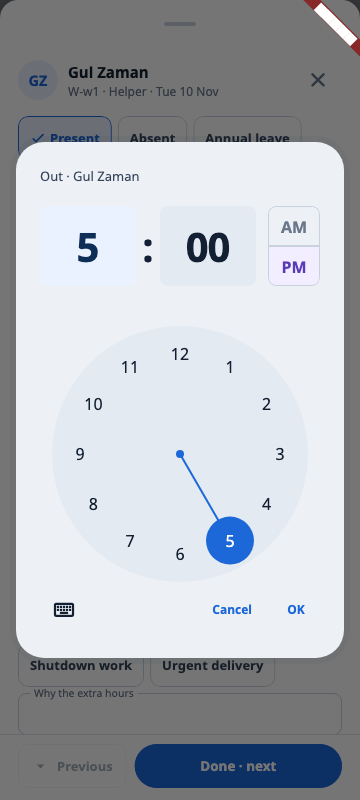 GZ
Gul Zaman
W-w1 · Helper · Tue 10 Nov
Present
Absent
Annual leave
Out · Gul Zaman
5 : 00
AM
PM
12
1
2
3
4
5
6
7
8
9
10
11
Cancel
OK
Shutdown work
Urgent delivery
Why the extra hours
Previous
Done · next